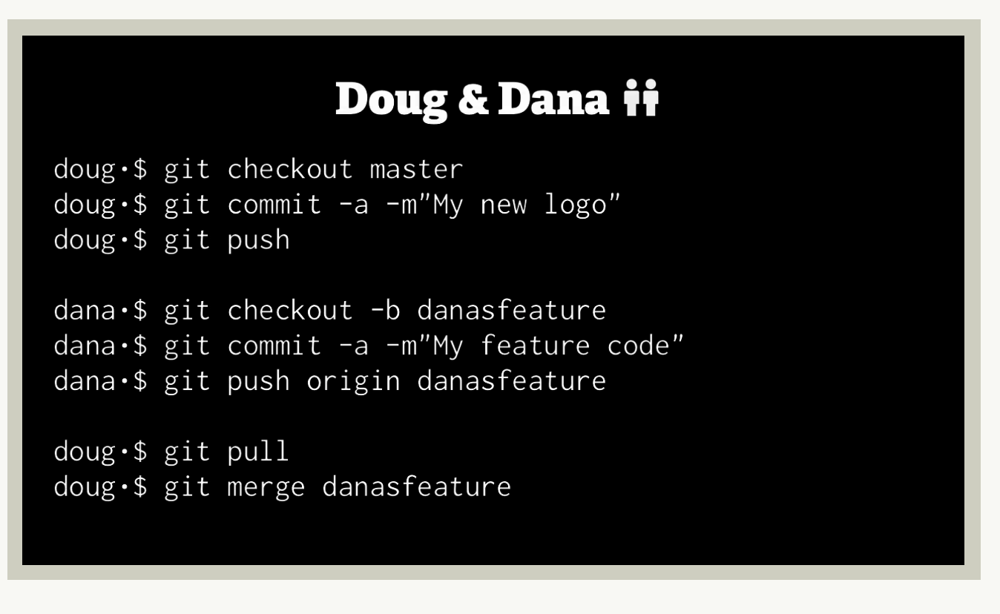 Doug & Dana
doug·$ git checkout master
doug·$ git commit -a -m"My new logo"
doug·$ git push
dana·$ git checkout -b danasfeature
dana·$ git commit -a -m"My feature code"
dana·$ git push origin danasfeature
doug·$ git pull
doug·$ git merge danasfeature